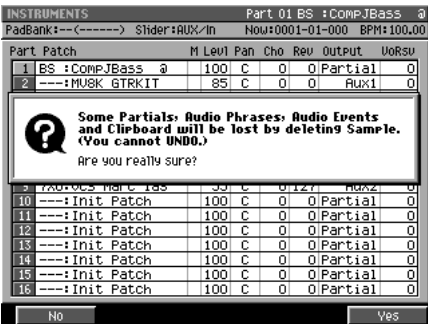 INSTRUMENTS Part 01 BS :CompJBass a
PadBank:--(------) Slider:AUX/In Now:0001-01-000 BPM:100.00
Part Patch M Levl Pan Cho Rev Output VoRsv
1 BS :CompJBass a 100 C 0 0 Partial 0
2 ---:MV8K GTRKIT 85 C 0 0 Aux1 0
Some Partials, Audio Phrases, Audio Events
and Clipboard will be lost by deleting Sample.
(You cannot UNDO.)
Are you really sure?
C 0 127 0
10 ---:Init Patch 100 C 0 0 Partial 0
11 ---:Init Patch 100 C 0 0 Partial 0
12 ---:Init Patch 100 C 0 0 Partial 0
13 ---:Init Patch 100 C 0 0 Partial 0
14 ---:Init Patch 100 C 0 0 Partial 0
15 ---:Init Patch 100 C 0 0 Partial 0
16 ---:Init Patch 100 C 0 0 Partial 0
No Yes